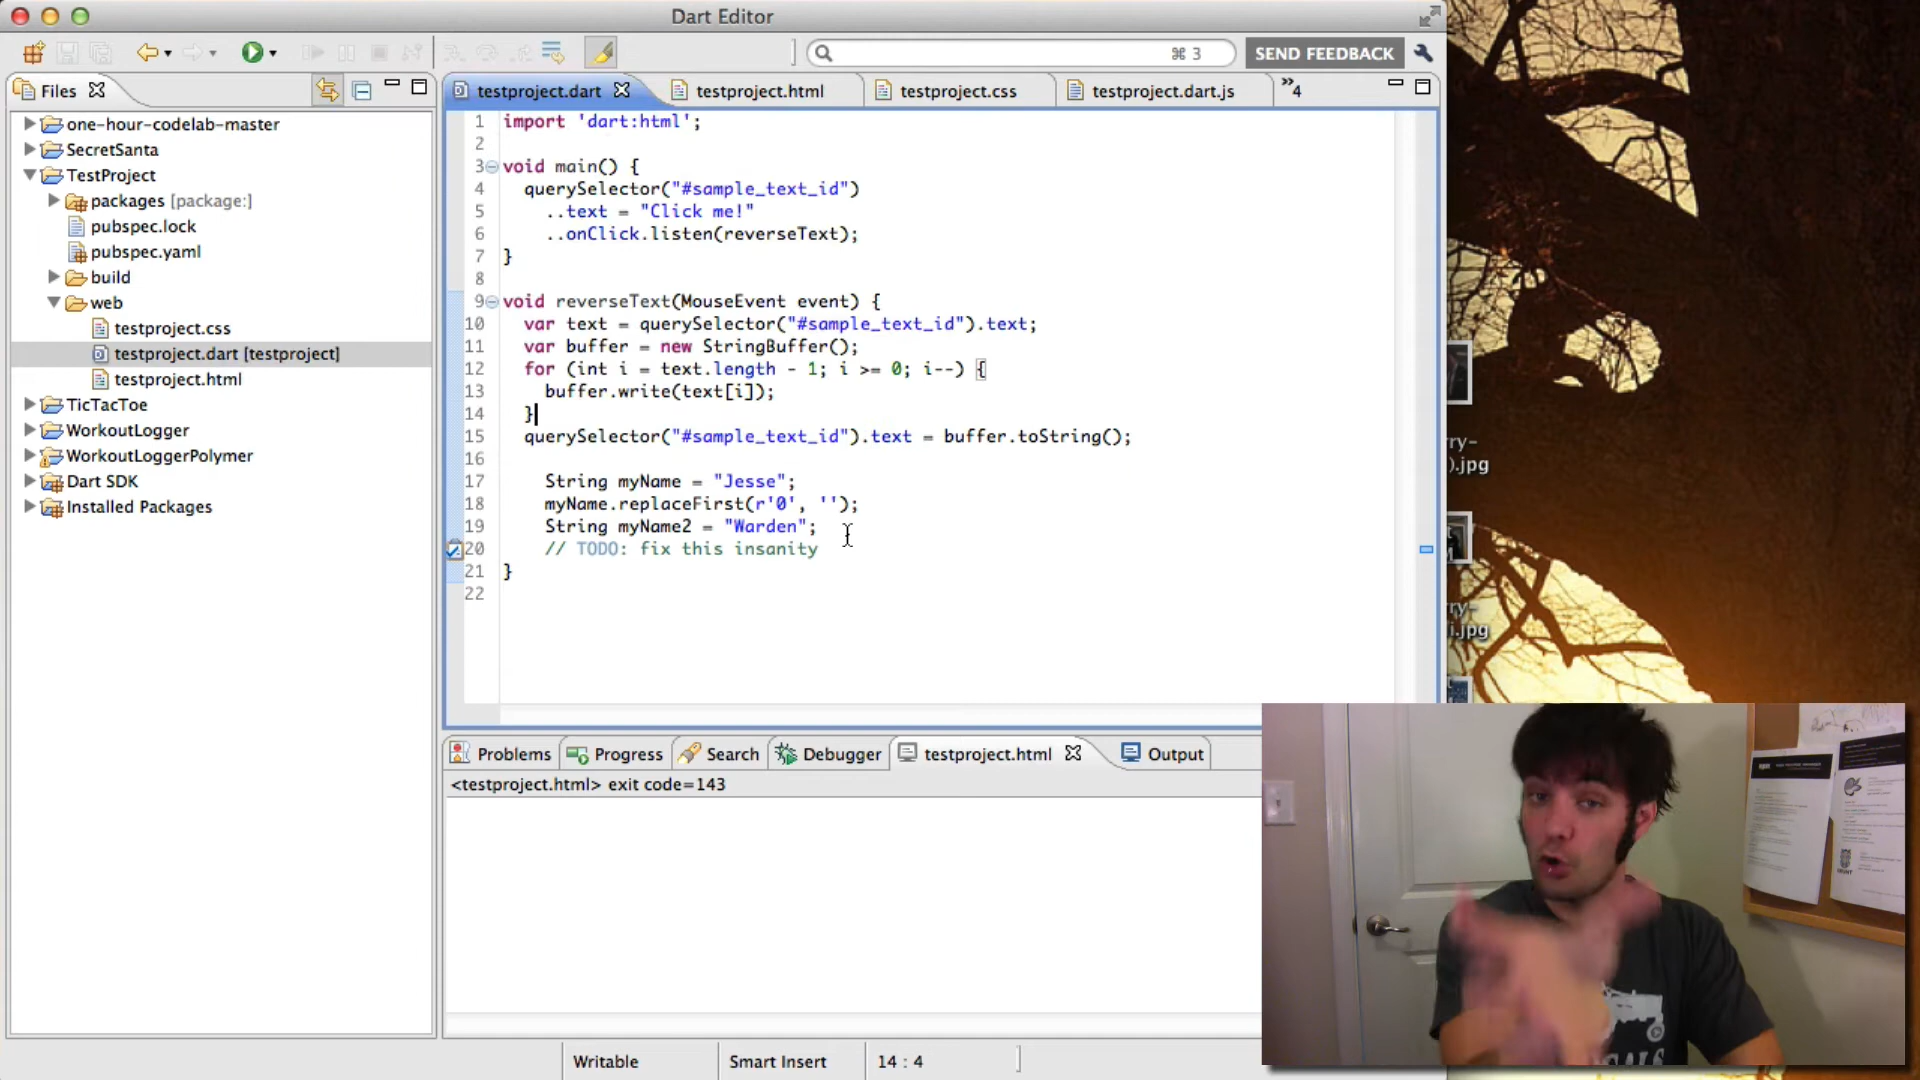 Dart Editor
⌘ 3
SEND FEEDBACK
Files
testproject.dart
testproject.html
testproject.css
testproject.dart.js
»4
one-hour-codelab-master
SecretSanta
TestProject
packages [package:]
pubspec.lock
pubspec.yaml
build
web
testproject.css
testproject.dart [testproject]
testproject.html
TicTacToe
WorkoutLogger
WorkoutLoggerPolymer
Dart SDK
Installed Packages
1 import 'dart:html';
2
3 void main() {
4 querySelector("#sample_text_id")
5 ..text = "Click me!"
6 ..onClick.listen(reverseText);
7 }
8
9 void reverseText(MouseEvent event) {
10 var text = querySelector("#sample_text_id").text;
11 var buffer = new StringBuffer();
12 for (int i = text.length - 1; i >= 0; i--) {
13 buffer.write(text[i]);
14 }
15 querySelector("#sample_text_id").text = buffer.toString();
16
17 String myName = "Jesse";
18 myName.replaceFirst(r'0', '');
19 String myName2 = "Warden";
20 // TODO: fix this insanity
21 }
22
rry-
).jpg
rry-
i.jpg
Problems
Progress
Search
Debugger
testproject.html
Output
<testproject.html> exit code=143
Writable
Smart Insert
14 : 4